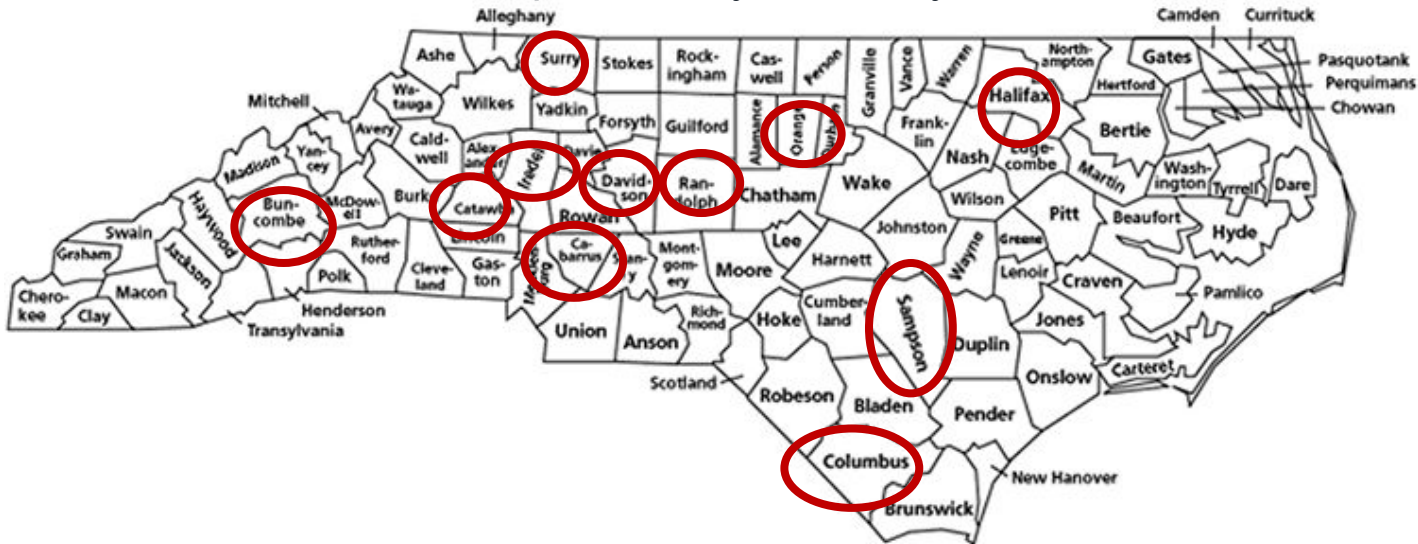 Alleghany
Camden
Currituck
Ashe
Surry
Stokes
Rock-
ingham
Cas-
well
Person
Granville
Vance
Warren
North-
ampton
Gates
Pasquotank
Perquimans
Chowan
Hertford
Halifax
Mitchell
Wa-
tauga
Wilkes
Yadkin
Forsyth
Guilford
Alamance
Orange
Durham
Frank-
lin
Bertie
Avery
Cald-
well
Alex-
ander
Iredell
Davie
David-
son
Ran-
dolph
Chatham
Wake
Nash
Edge-
combe
Martin
Wash-
ington
Tyrrell
Dare
Madison
Yan-
cey
McDow-
ell
Burk
Catawba
Rowan
Wilson
Pitt
Beaufort
Hyde
Haywood
Bun-
combe
Swain
Graham
Jackson
Ruther-
ford
Polk
Cleve-
land
Lincoln
Gas-
ton
Ca-
barrus
Mont-
gom-
ery
Moore
Lee
Harnett
Johnston
Wayne
Greene
Lenoir
Craven
Pamlico
Chero-
kee
Clay
Macon
Transylvania
Henderson
Union
Anson
Rich-
mond
Scotland
Hoke
Cumber-
land
Sampson
Duplin
Jones
Onslow
Carteret
Robeson
Bladen
Pender
Columbus
Brunswick
New Hanover